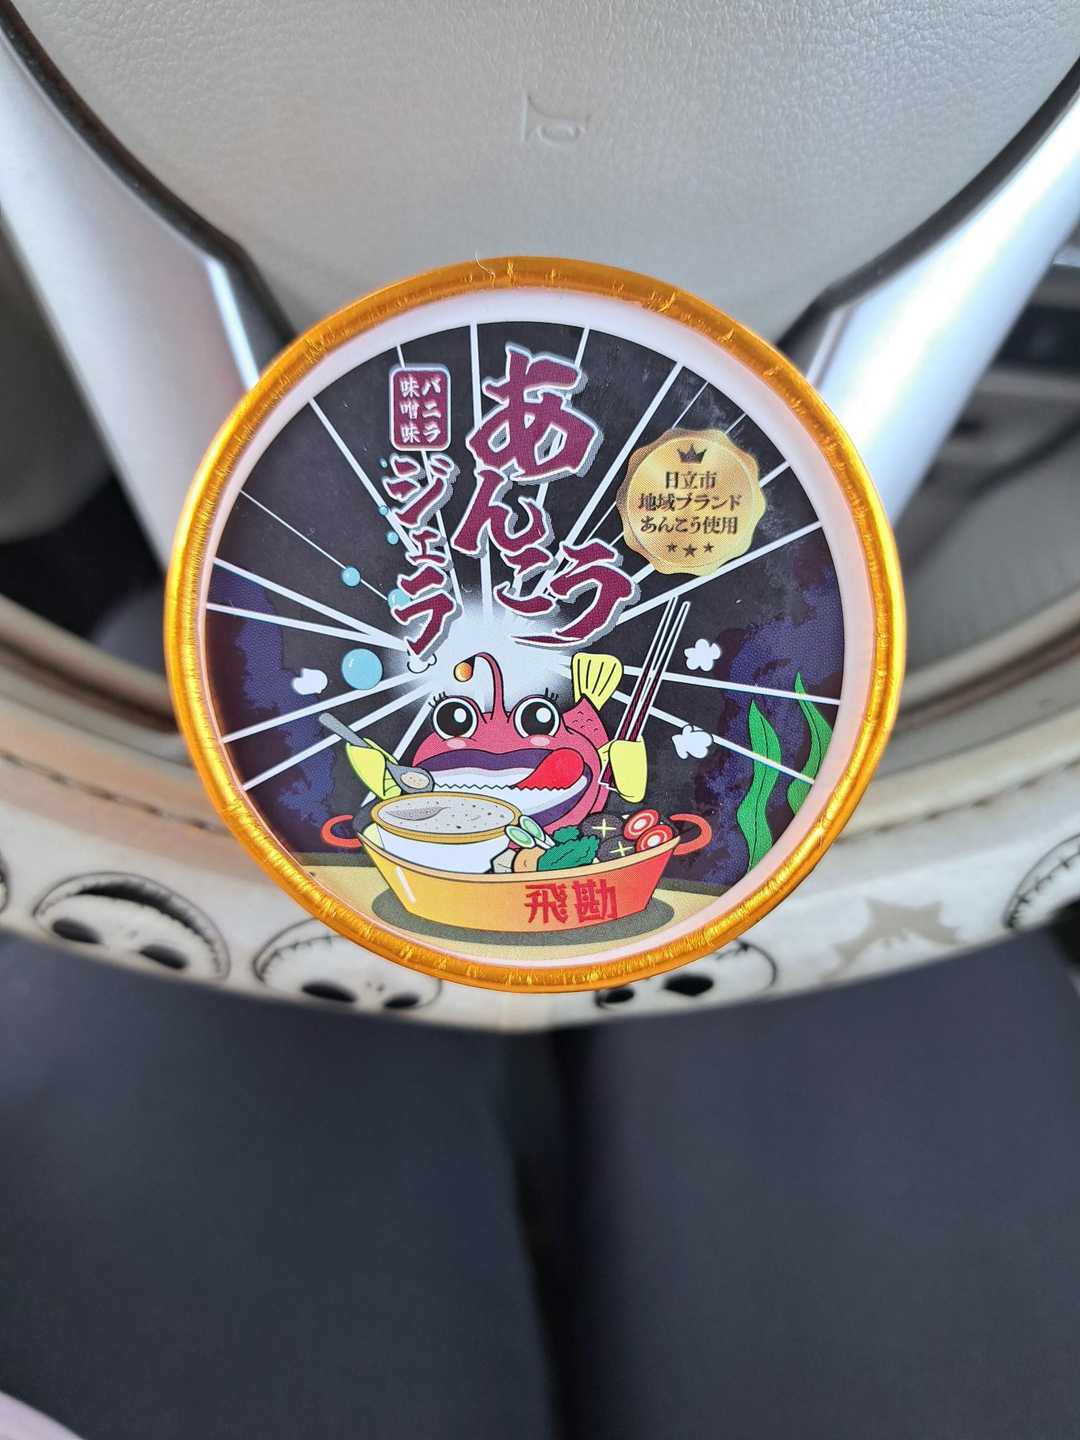 あんこう
バニラ
味噌味
ジェラ
日立市
地域ブランド
あんこう使用
飛勘